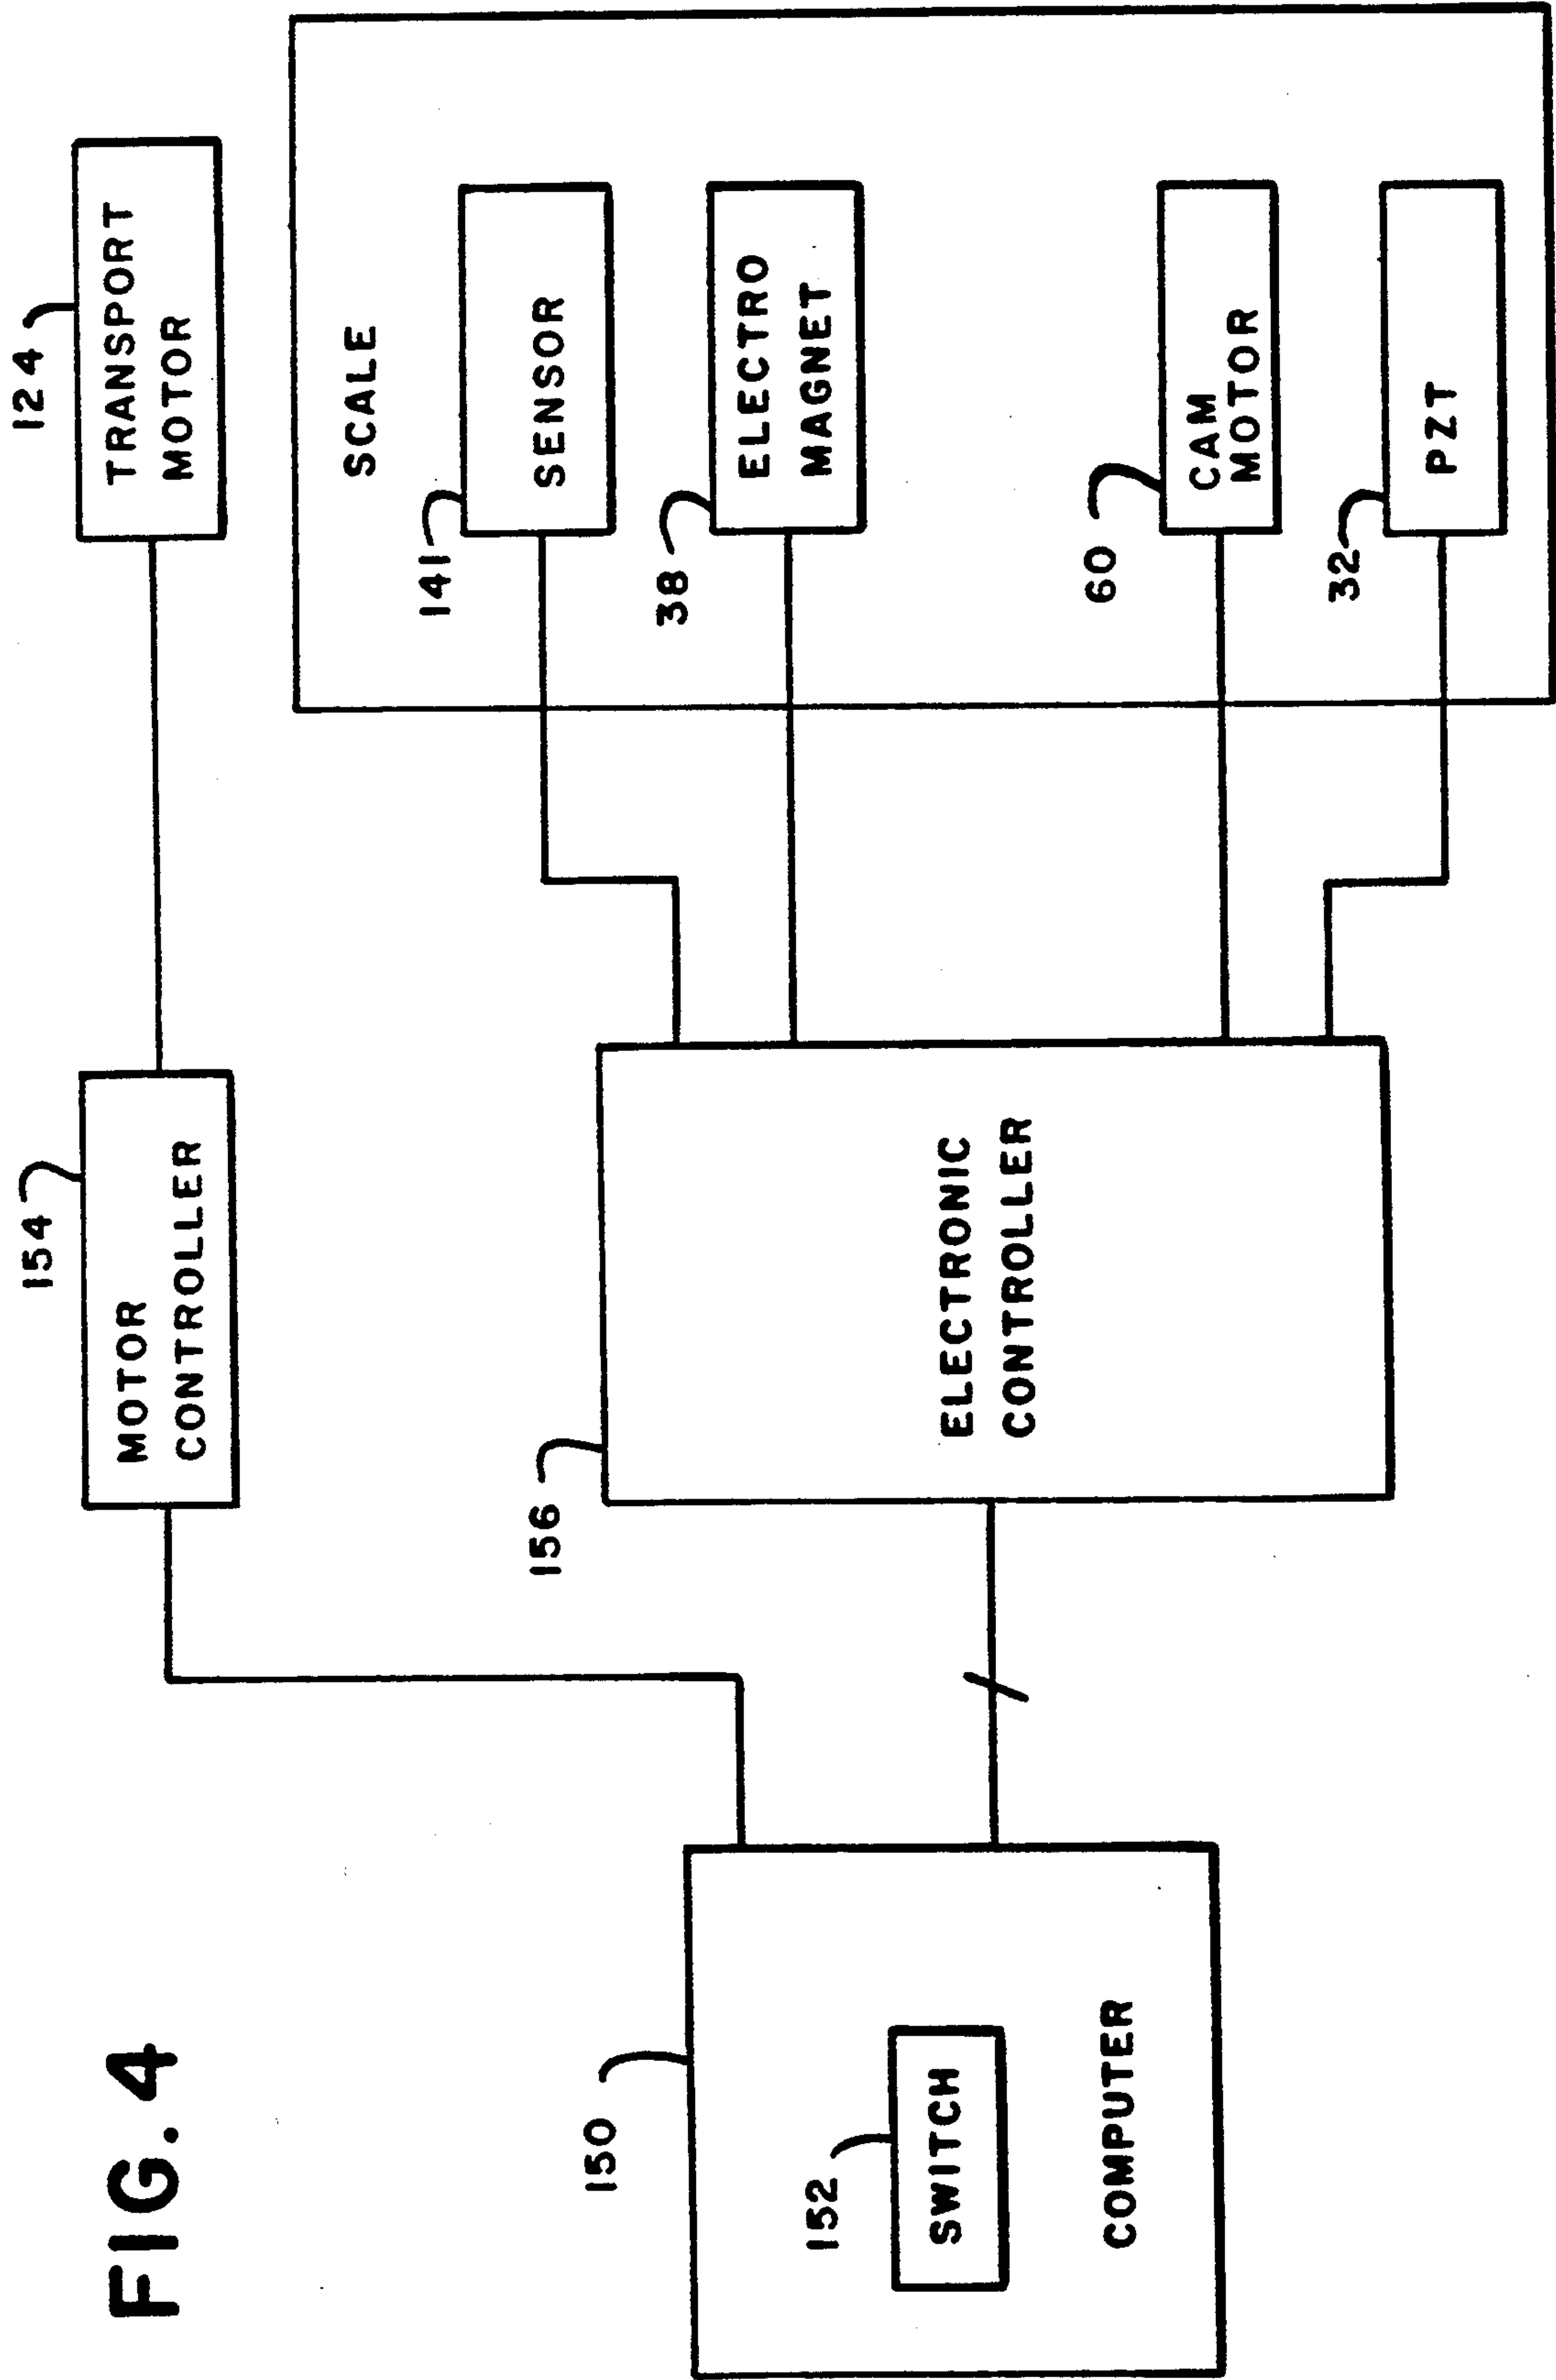 FIG. 4
154
MOTOR
CONTROLLER
124
TRANSPORT
MOTOR
150
152
SWITCH
COMPUTER
156
ELECTRONIC
CONTROLLER
SCALE
141
SENSOR
38
ELECTRO
MAGNET
60
CAM
MOTOR
32
PZT